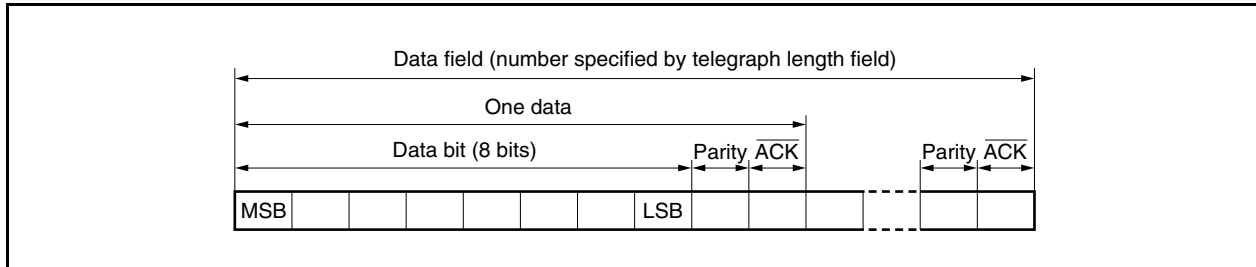 Data field (number specified by telegraph length field)
One data
Data bit (8 bits) Parity ACK Parity ACK
MSB LSB